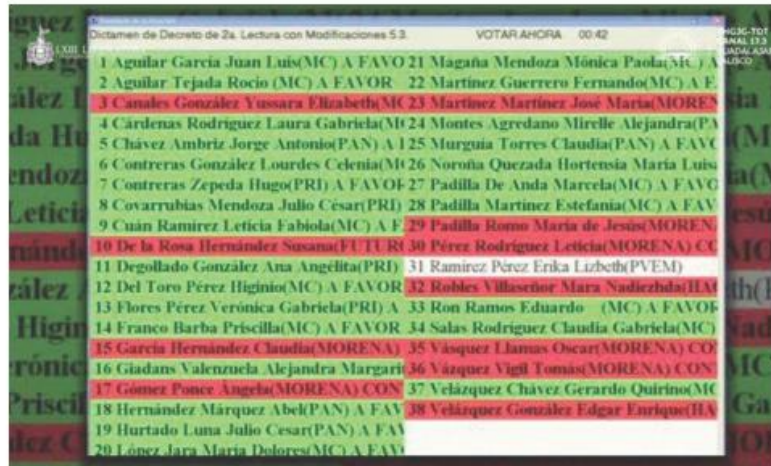 Dictamen de Decreto de 2a. Lectura con Modificaciones 5.3. VOTAR AHORA 00:42
1 Aguilar García Juan Luis(MC) A FAVO
2 Aguilar Tejada Rocío (MC) A FAVOR
3 Canales González Yussara Elizabeth(M
4 Cárdenas Rodríguez Laura Gabriela(M
5 Chávez Ambriz Jorge Antonio(PAN) A
6 Contreras González Lourdes Celenia(M
7 Contreras Zepeda Hugo(PRI) A FAVOR
8 Covarrubias Mendoza Julio César(PRI)
9 Cuán Ramírez Leticia Fabiola(MC) A F
10 De la Rosa Hernández Susana(FUTUR
11 Degollado González Ana Angélita(PRI)
12 Del Toro Pérez Higinio(MC) A FAVOR
13 Flores Pérez Verónica Gabriela(PRI) A
14 Franco Barba Priscilla(MC) A FAVOR
15 García Hernández Claudia(MORENA)
16 Giadans Valenzuela Alejandra Margari
17 Gómez Ponce Ángela(MORENA) CON
18 Hernández Márquez Abel(PAN) A FAV
19 Hurtado Luna Julio Cesar(PAN) A FAV
20 López Jara María Dolores(MC) A FAV
21 Magaña Mendoza Mónica Paola(MC) A
22 Martínez Guerrero Fernando(MC) A F
23 Martínez Martínez José María(MOREN
24 Montes Agredano Mirelle Alejandra(PA
25 Murguía Torres Claudia(PAN) A FAVO
26 Noroña Quezada Hortensia María Luisa
27 Padilla De Anda Marcela(MC) A FAVO
28 Padilla Martínez Estefanía(MC) A FAV
29 Padilla Romo María de Jesús(MOREN
30 Pérez Rodríguez Leticia(MORENA) CO
31 Ramírez Pérez Erika Lizbeth(PVEM)
32 Robles Villaseñor Mara Nadiezhda(HA
33 Ron Ramos Eduardo (MC) A FAVOR
34 Salas Rodríguez Claudia Gabriela(MC)
35 Vásquez Llamas Oscar(MORENA) CO
36 Vázquez Vigil Tomás(MORENA) CON
37 Velázquez Chávez Gerardo Quirino(MC
38 Velázquez González Edgar Enrique(HA
LXIII
CANAL 17.3
GUADALAJA
JALISCO